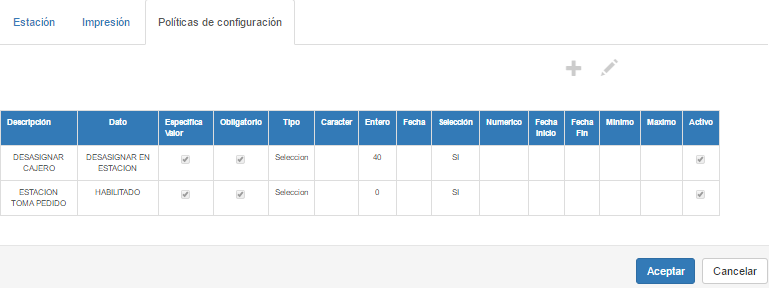 Estación Impresión Políticas de configuración
Descripción Dato Especifica Valor Obligatorio Tipo Caracter Entero Fecha Selección Numerico Fecha Inicio Fecha Fin Minimo Maximo Activo
DESASIGNAR CAJERO DESASIGNAR EN ESTACION Seleccion 40 SI
ESTACION TOMA PEDIDO HABILITADO Seleccion 0 SI
Aceptar Cancelar